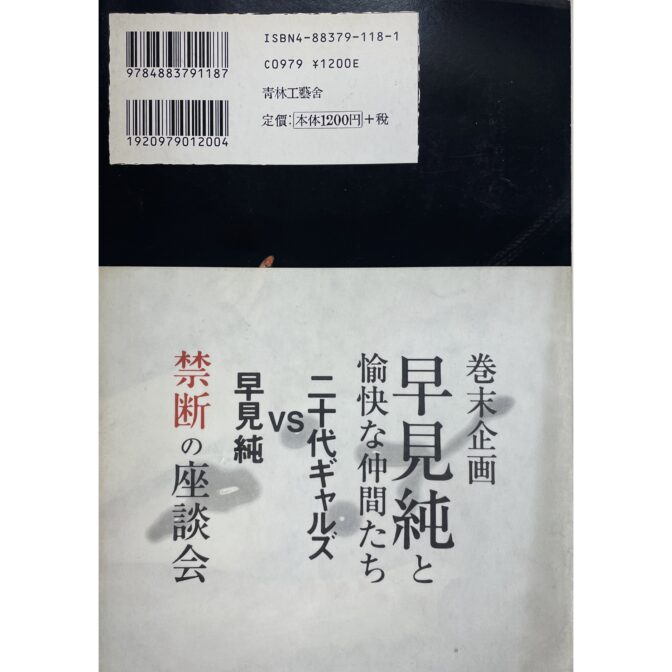 9784883791187
1920979012004
ISBN4-88379-118-1
C0979 ¥1200E
青林工藝舎
定價:本体1200円+税
巻末企画
早見純と
愉快な仲間たち
二十代ギャルズ
VS
早見純
禁断の座談会